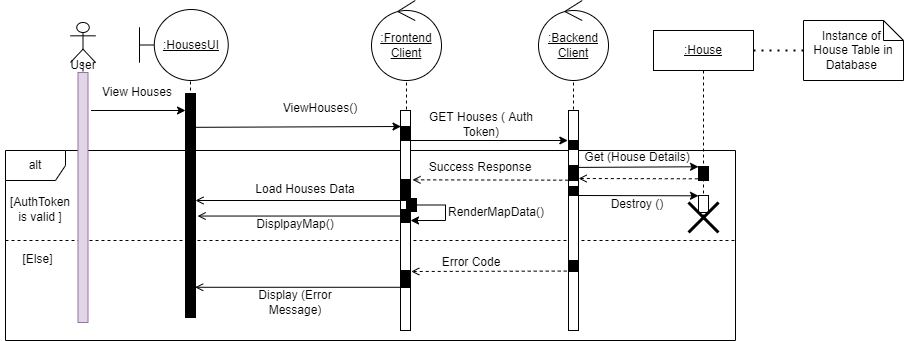 :HousesUI
:Frontend
Client
:Backend
Client
:House
Instance of
House Table in
Database
User
View Houses
ViewHouses()
GET Houses ( Auth
Token)
alt
Get (House Details)
Success Response
Load Houses Data
[AuthToken
is valid ]
Destroy ()
RenderMapData()
DisplpayMap()
[Else]
Error Code
Display (Error
Message)